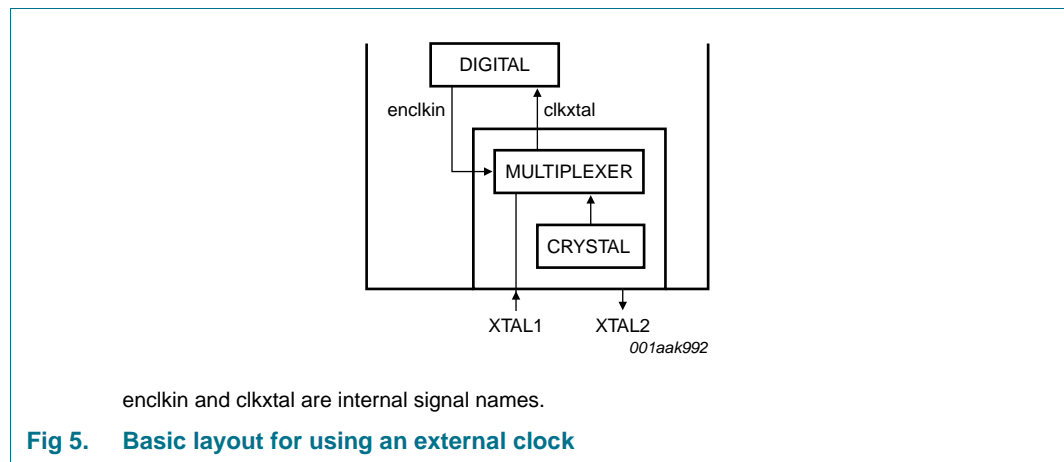 DIGITAL
enclkin clkxtal
MULTIPLEXER
CRYSTAL
XTAL1 XTAL2
001aak992
enclkin and clkxtal are internal signal names.
Fig 5. Basic layout for using an external clock